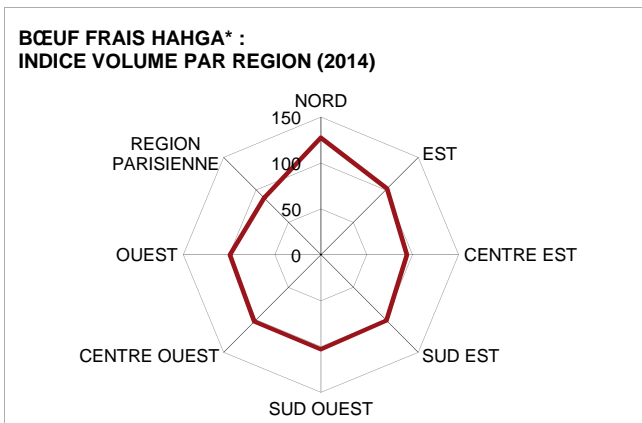 BŒUF FRAIS HAHGA* :
INDICE VOLUME PAR REGION (2014)
NORD
150
REGION
PARISIENNE
EST
100
50
OUEST
0
CENTRE EST
CENTRE OUEST
SUD EST
SUD OUEST